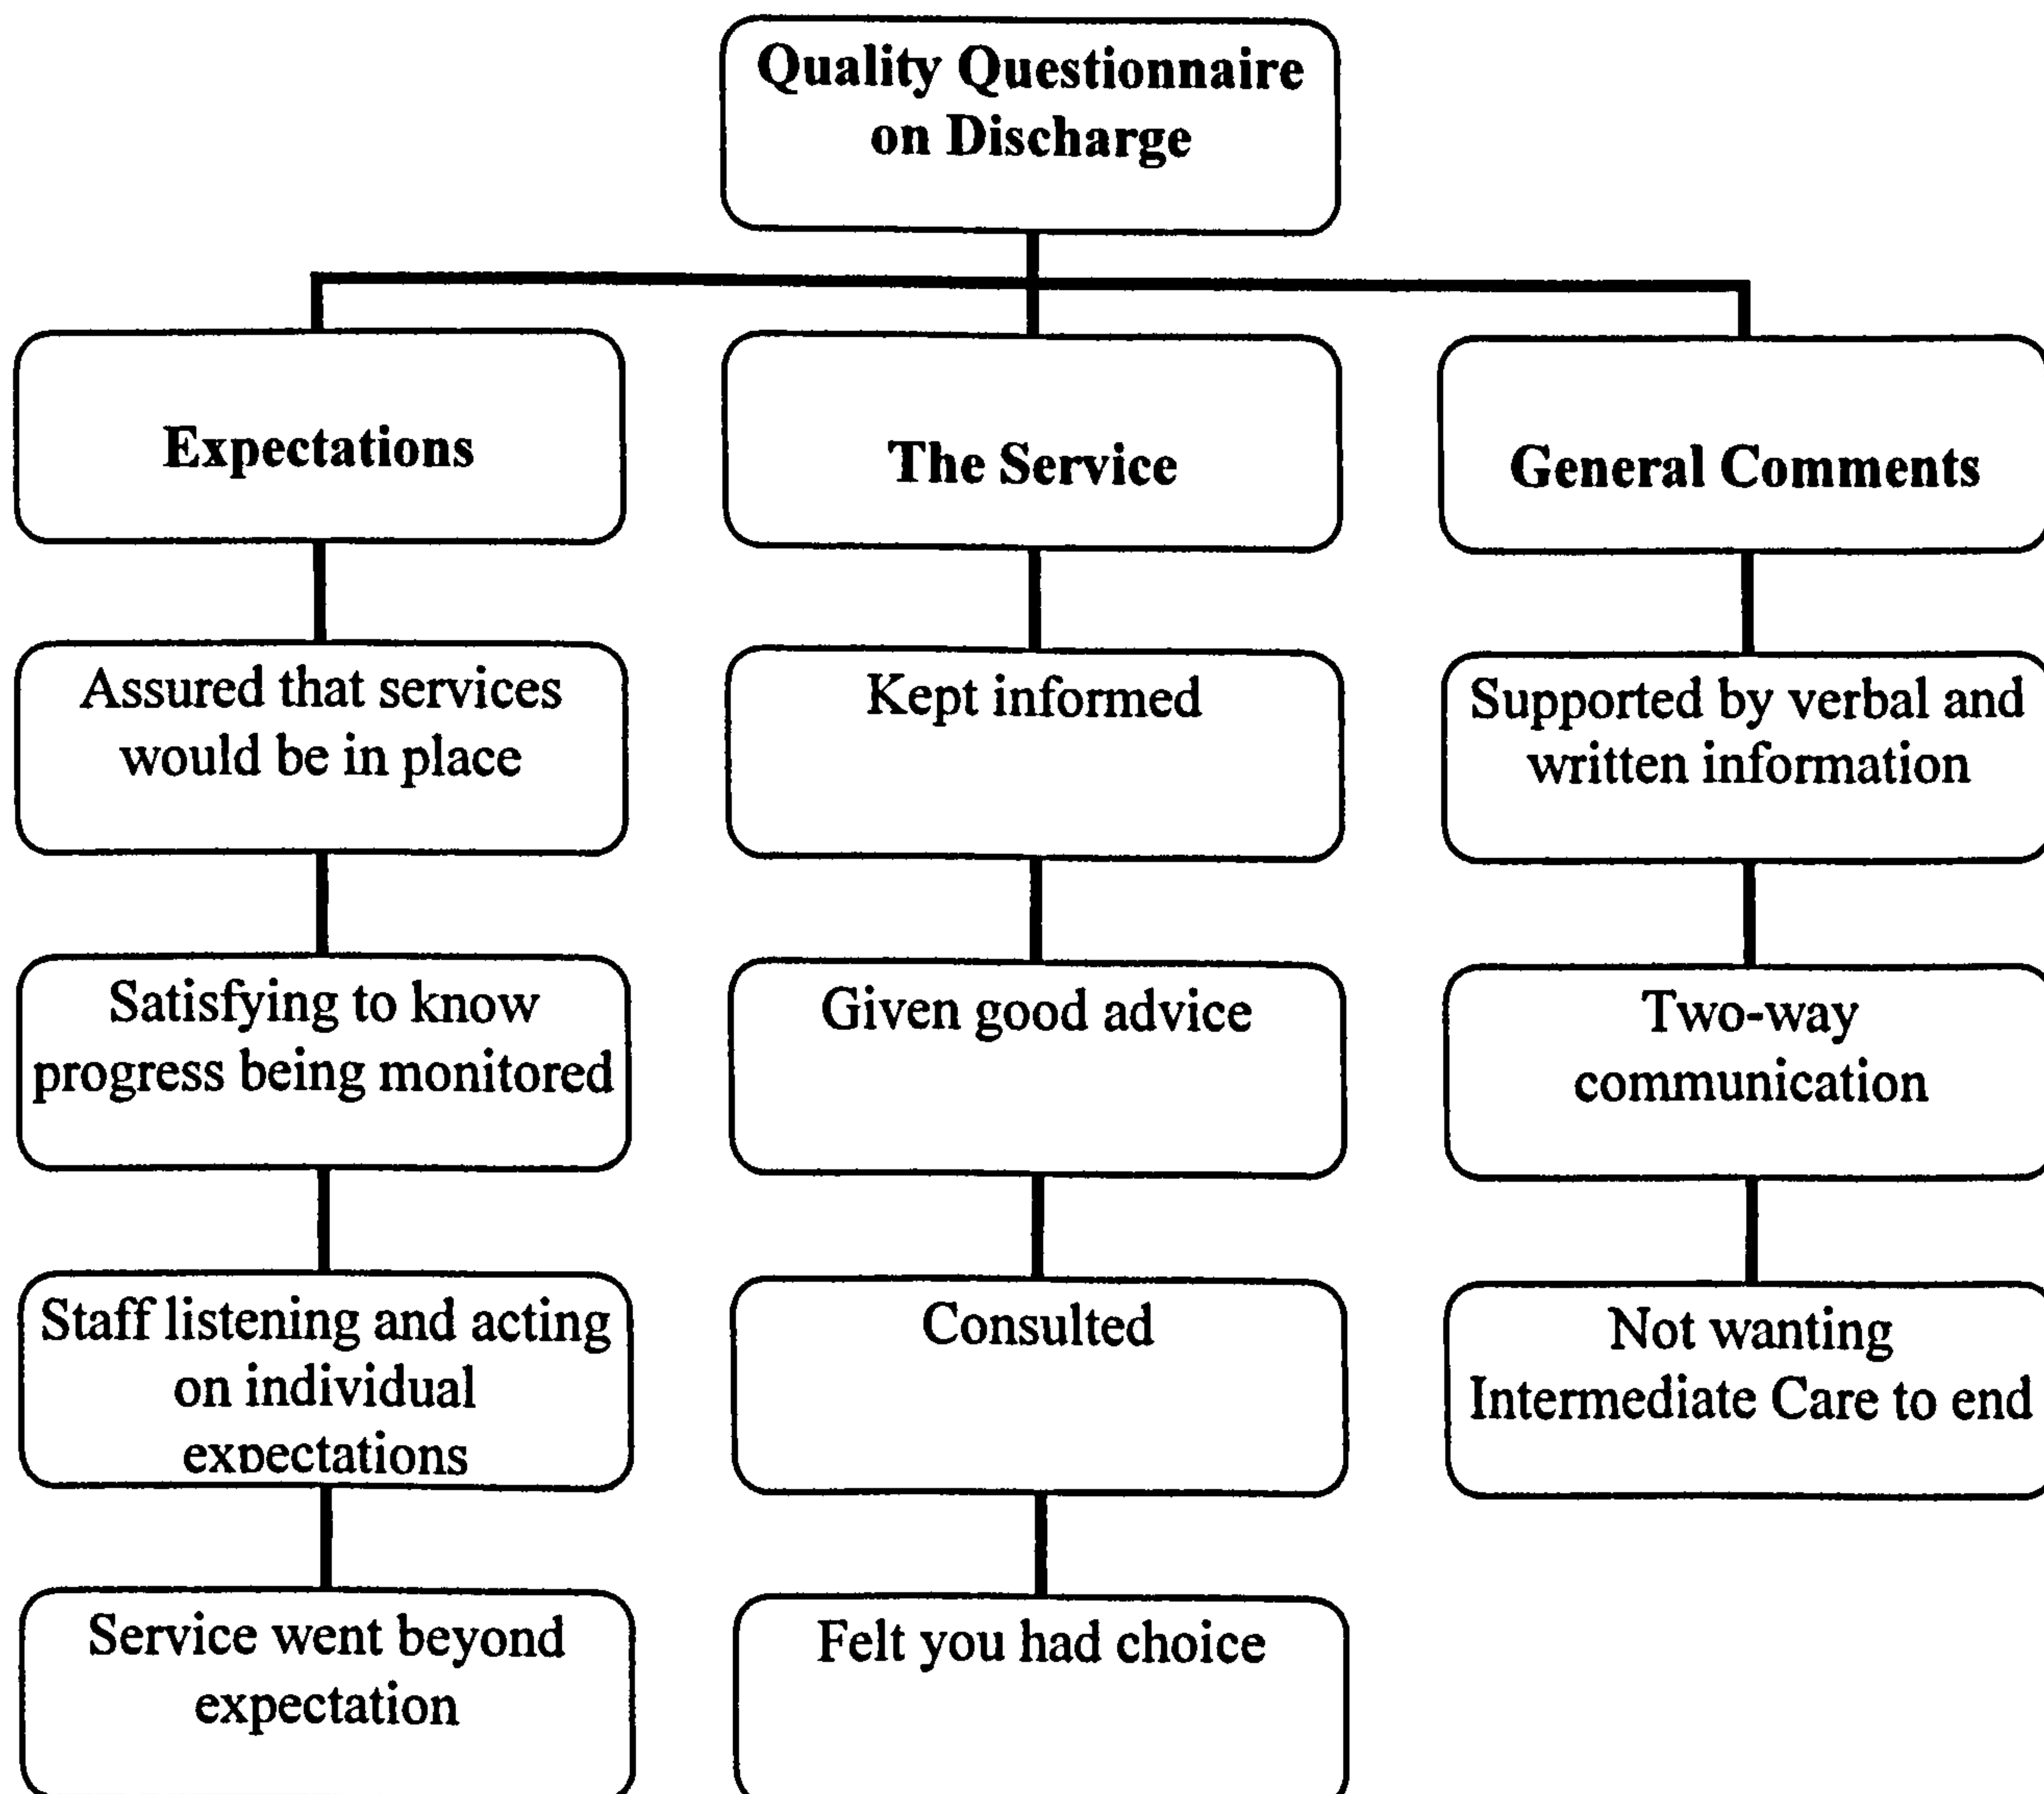 Quality Questionnaire
on Discharge
Expectations
The Service
General Comments
Assured that services
would be in place
Kept informed
Supported by verbal and
written information
Satisfying to know
progress being monitored
Given good advice
Two-way
communication
Staff listening and acting
on individual
expectations
Consulted
Not wanting
Intermediate Care to end
Service went beyond
expectation
Felt you had choice